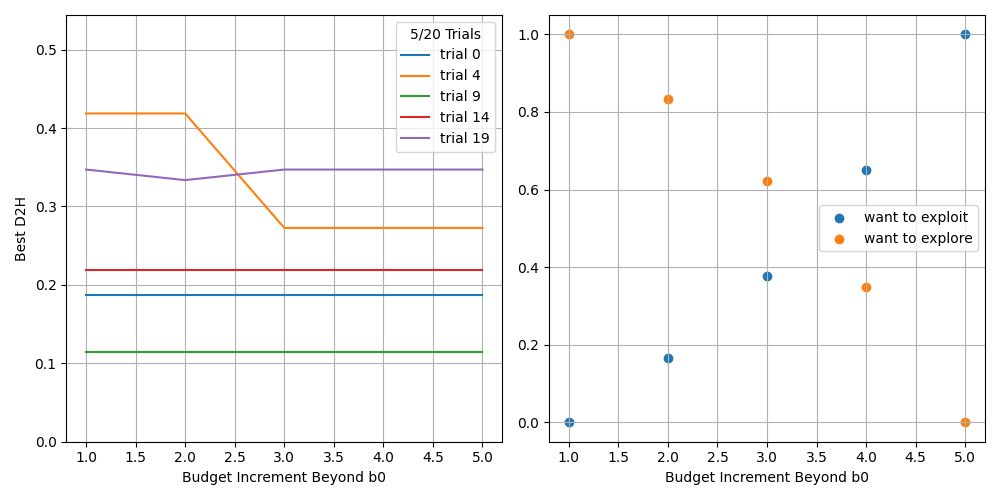 5/20 Trials
trial 0
trial 4
trial 9
trial 14
trial 19
Best D2H
0.5
0.4
0.3
0.2
0.1
0.0
1.0 1.5 2.0 2.5 3.0 3.5 4.0 4.5 5.0
Budget Increment Beyond b0
1.0
0.8
0.6
0.4
0.2
0.0
want to exploit
want to explore
1.0 1.5 2.0 2.5 3.0 3.5 4.0 4.5 5.0
Budget Increment Beyond b0